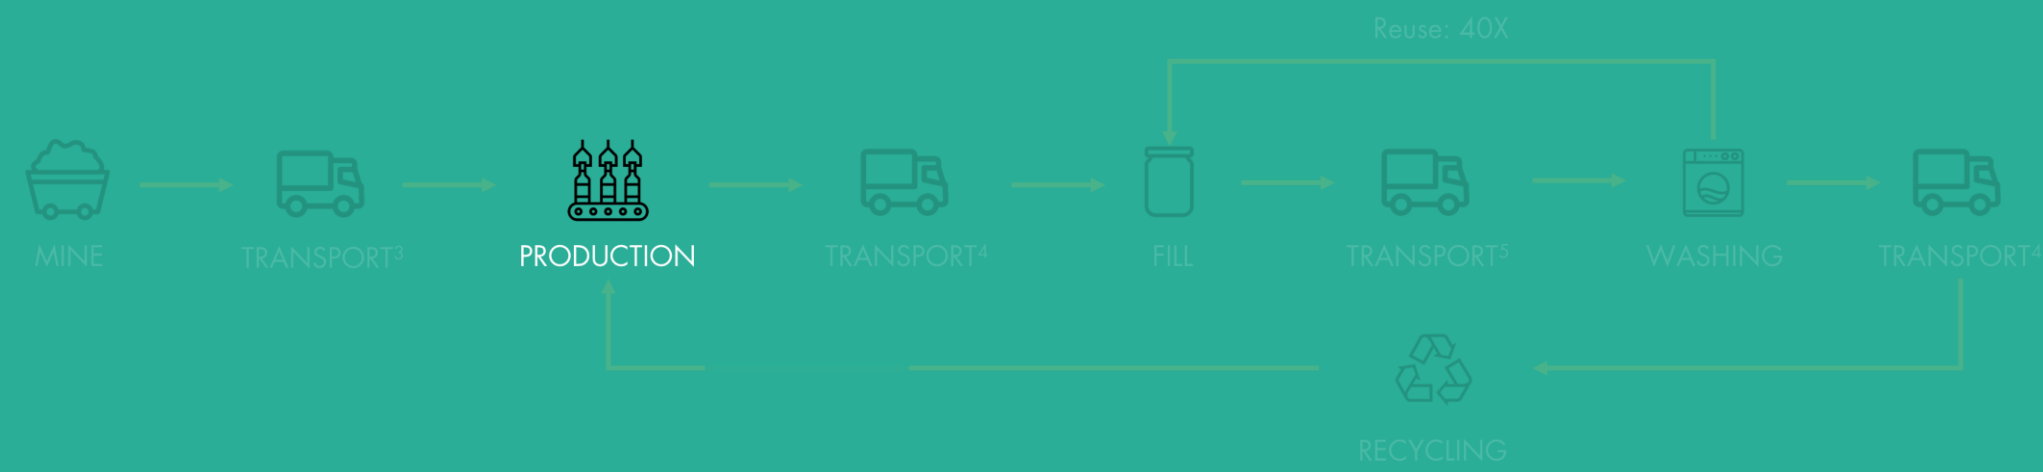 Reuse: 40X
MINE
TRANSPORT³
PRODUCTION
TRANSPORT⁴
FILL
TRANSPORT⁵
WASHING
TRANSPORT⁴
RECYCLING